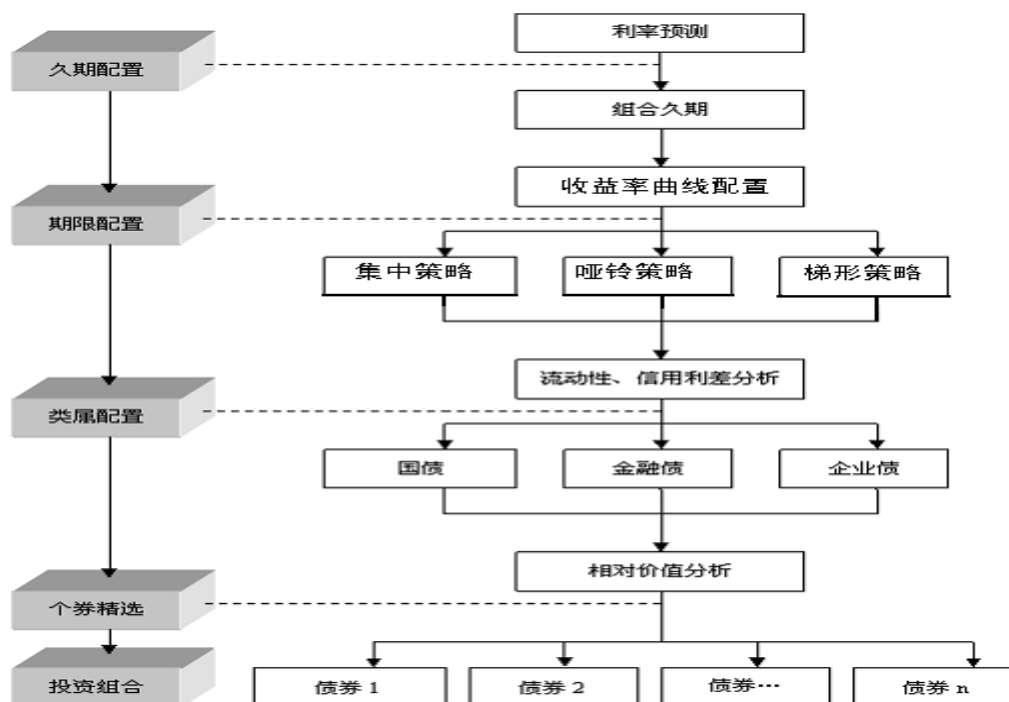 利率预测
久期配置
组合久期
收益率曲线配置
期限配置
集中策略
哑铃策略
梯形策略
流动性、信用利差分析
类属配置
国债
金融债
企业债
相对价值分析
个券精选
投资组合
债券 1
债券 2
债券…
债券 n